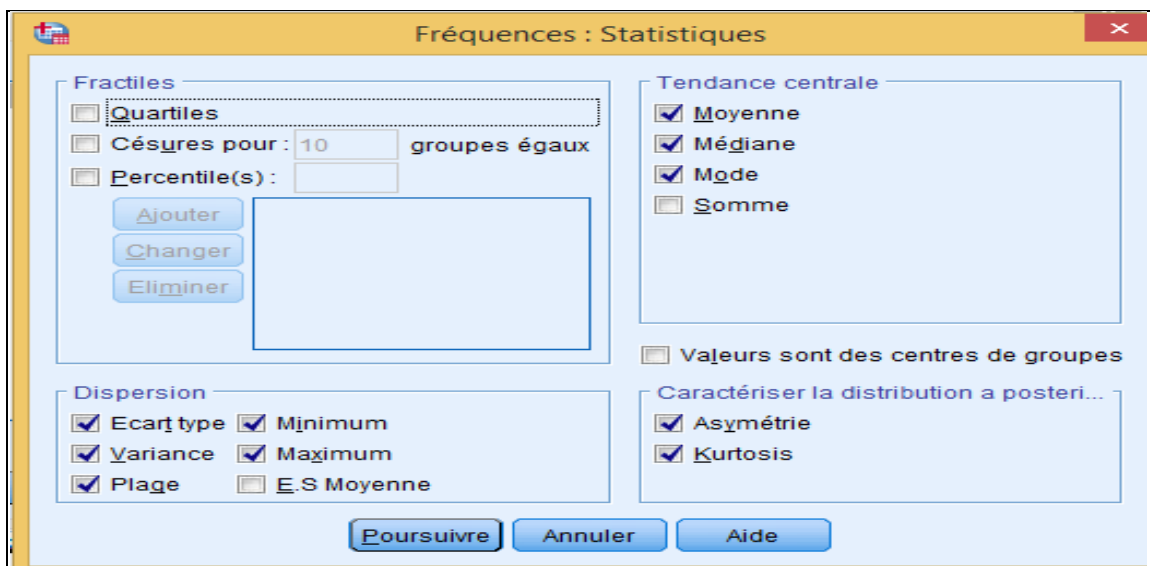 Fréquences : Statistiques
Fractiles
Quartiles
Césures pour : 10 groupes égaux
Percentile(s) :
Ajouter
Changer
Eliminer
Tendance centrale
Moyenne
Médiane
Mode
Somme
Valeurs sont des centres de groupes
Dispersion
Ecart type Minimum
Variance Maximum
Plage E.S Moyenne
Caractériser la distribution a posteri...
Asymétrie
Kurtosis
Poursuivre Annuler Aide